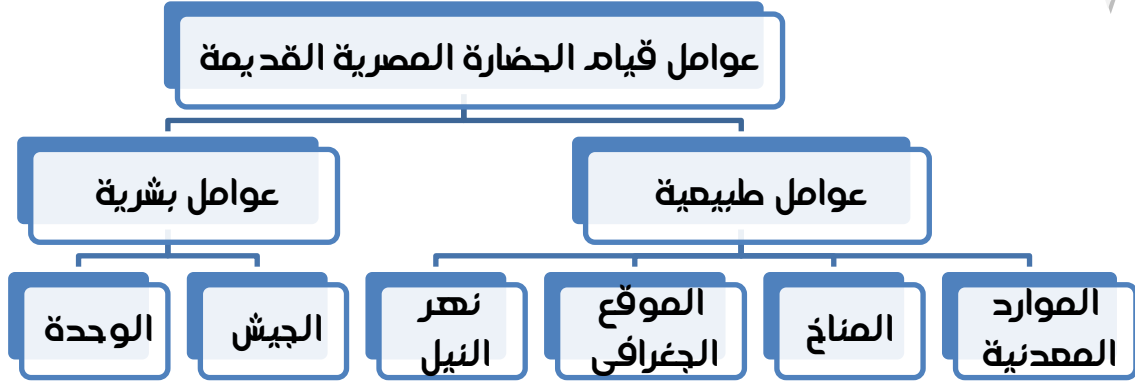 عوامل قيام الحضارة المصرية القديمة
عوامل طبيعية
عوامل بشرية
الموارد
المعدنية
المناخ
الموقع
الجغرافى
نهر
النيل
الجيش
الوحدة